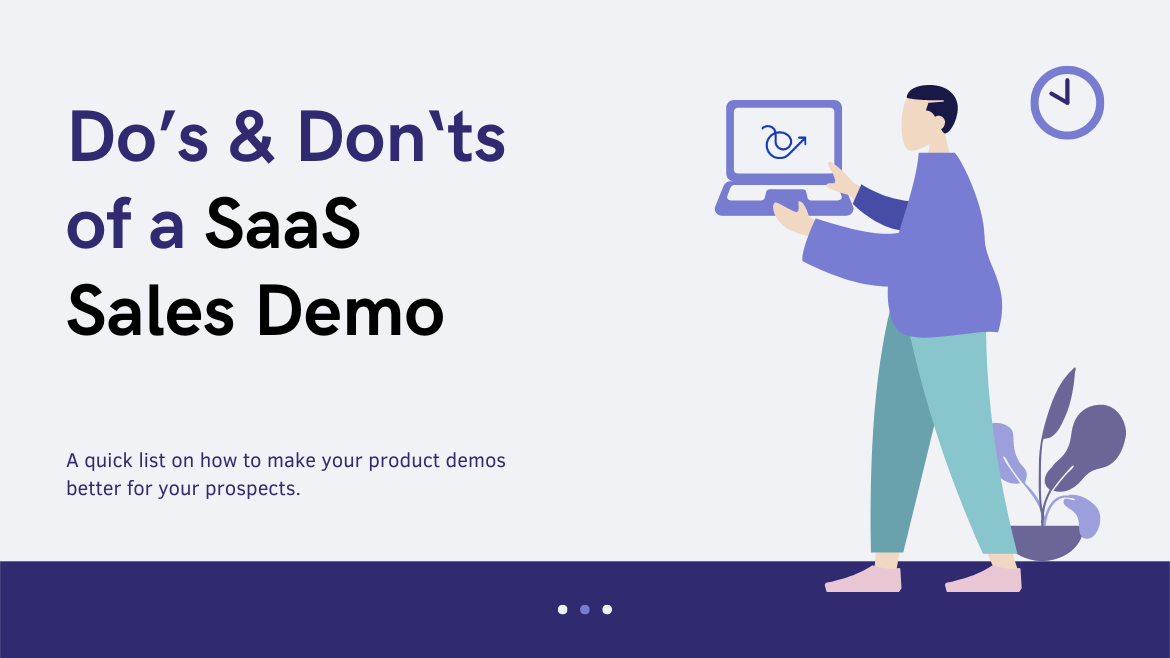 Do’s & Don‘ts
of a SaaS
Sales Demo
A quick list on how to make your product demos
better for your prospects.